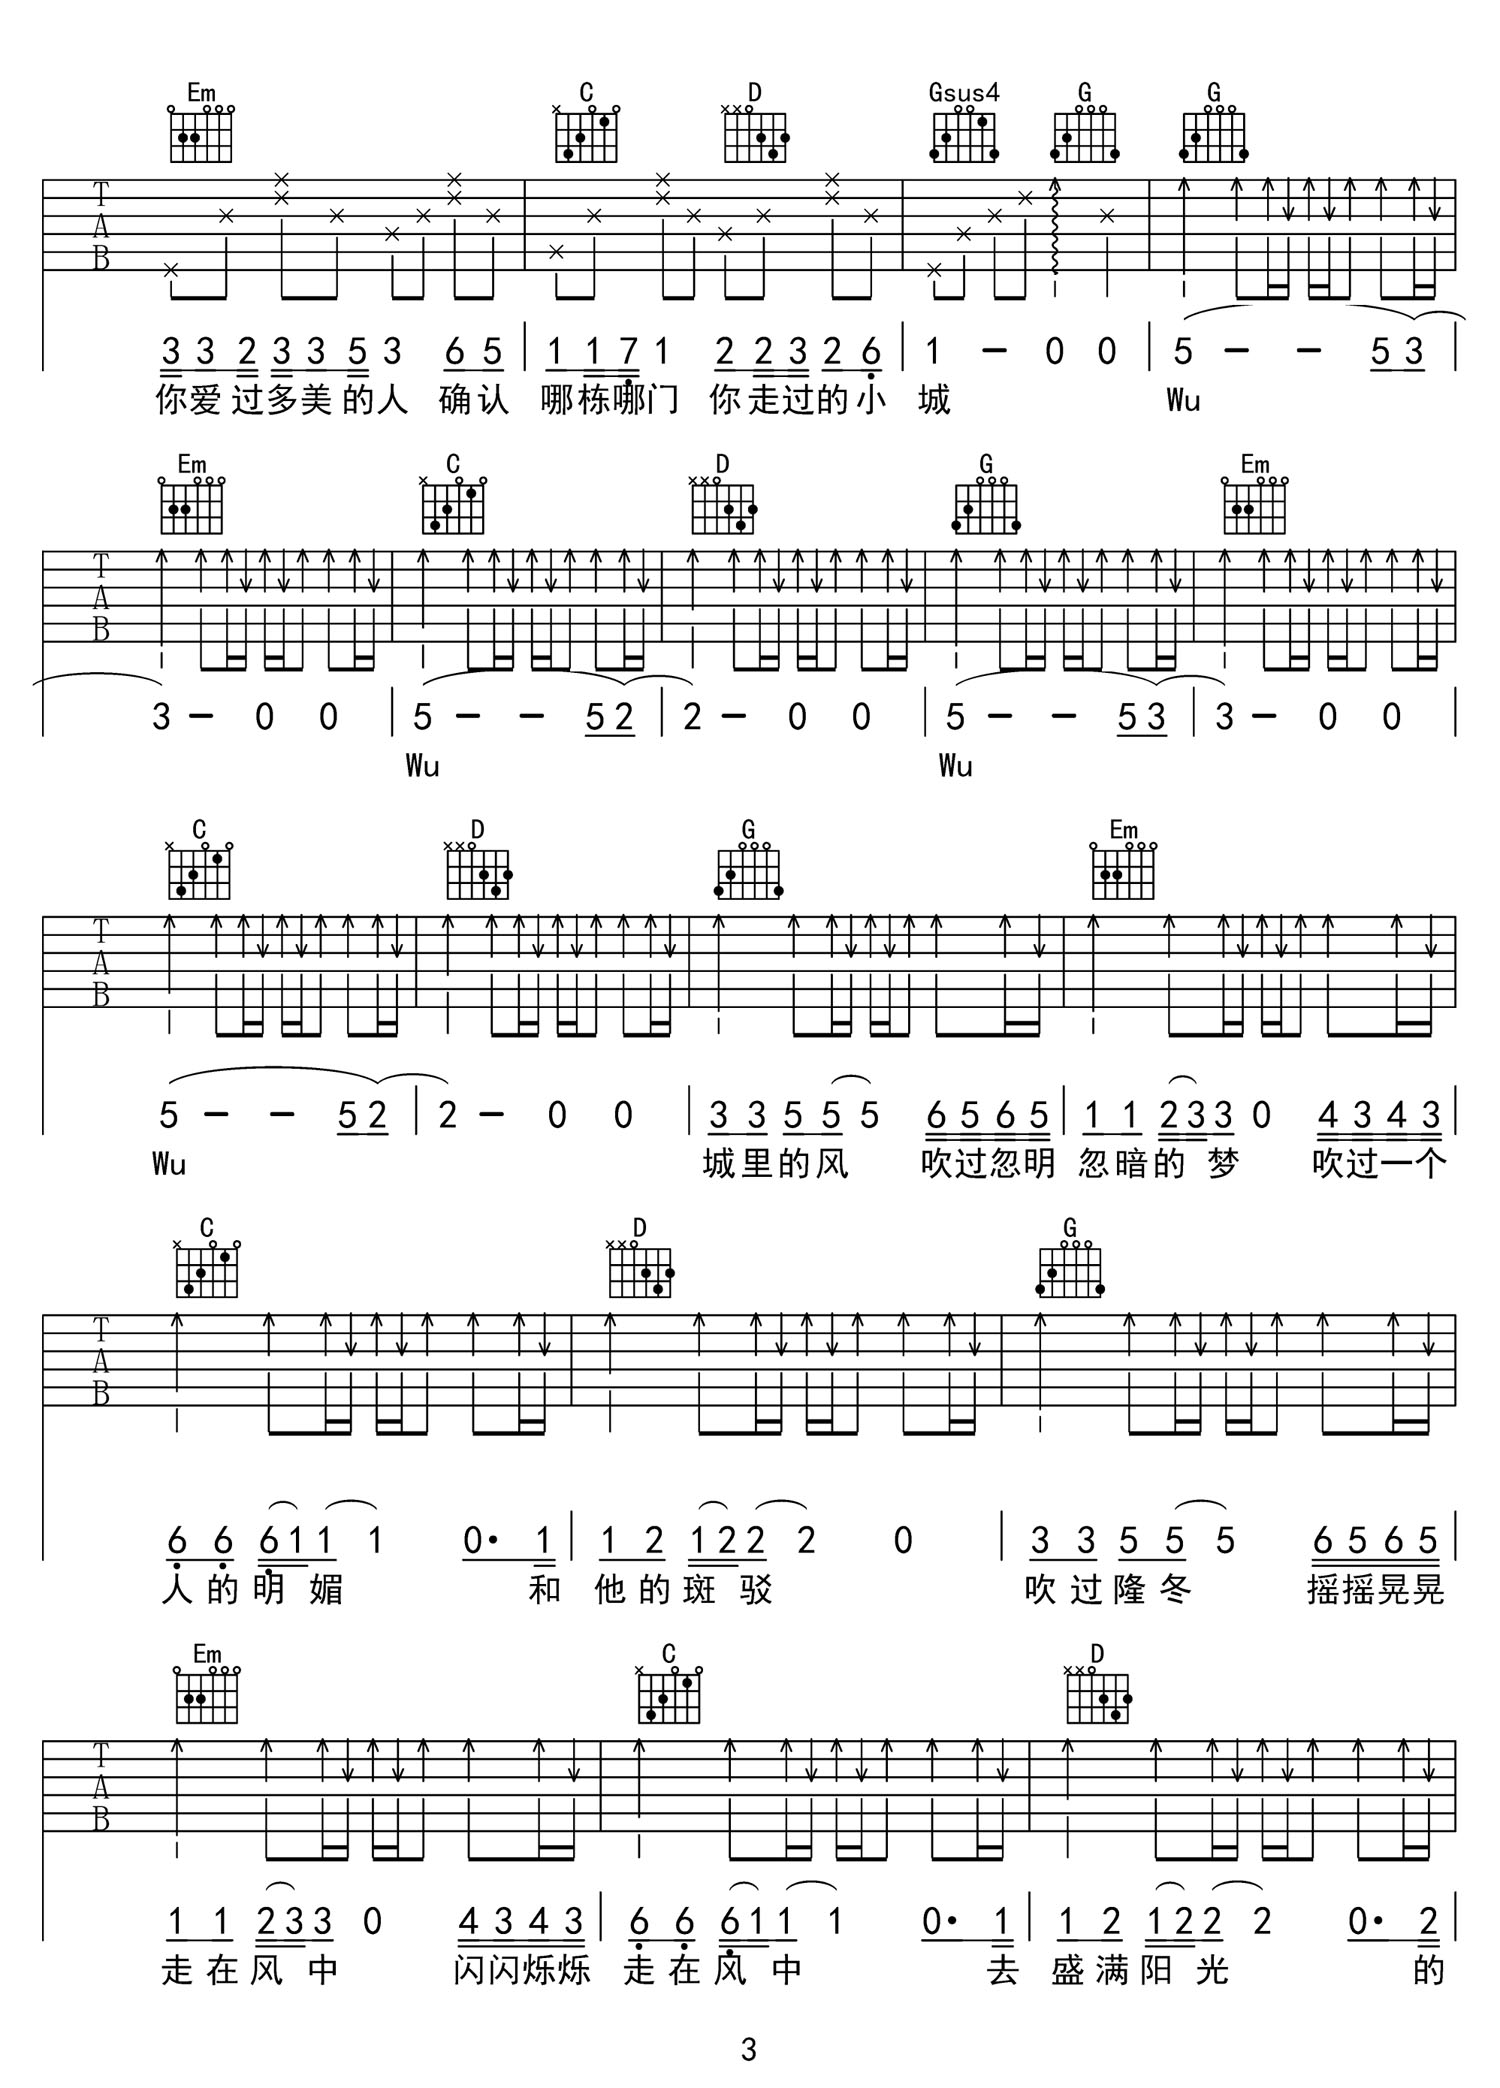 Em C D Gsus4 G G
T
A
B
3 3 2 3 3 5 3 6 5 1 1 7 1 2 2 3 2 6 1 - 0 0 5 - - 5 3
你爱过多美的人 确认 哪栋哪门 你走过的小 城 Wu
Em C D G Em
T
A
B
3 - 0 0 5 - - 5 2 2 - 0 0 5 - - 5 3 3 - 0 0
Wu Wu
C D G Em
T
A
B
5 - - 5 2 2 - 0 0 3 3 5 5 5 6 5 6 5 1 1 2 3 3 0 4 3 4 3
Wu 城里的风 吹过忽明 忽暗的梦 吹过一个
C D G
T
A
B
6 6 6 1 1 1 0· 1 1 2 1 2 2 2 0 3 3 5 5 5 6 5 6 5
人的明媚 和 他的斑驳 吹过隆冬 摇摇晃晃
Em C D
T
A
B
1 1 2 3 3 0 4 3 4 3 6 6 6 1 1 1 0· 1 1 2 1 2 2 2 0· 2
走在风中 闪闪烁烁 走在风中 去 盛满阳光 的
3